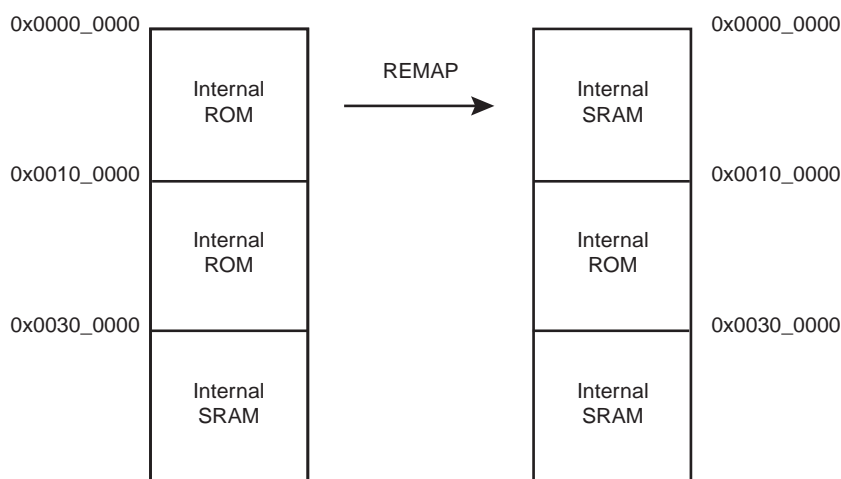 0x0000_0000
Internal
ROM
REMAP
Internal
SRAM
0x0000_0000
0x0010_0000
Internal
ROM
Internal
ROM
0x0010_0000
0x0030_0000
Internal
SRAM
Internal
SRAM
0x0030_0000